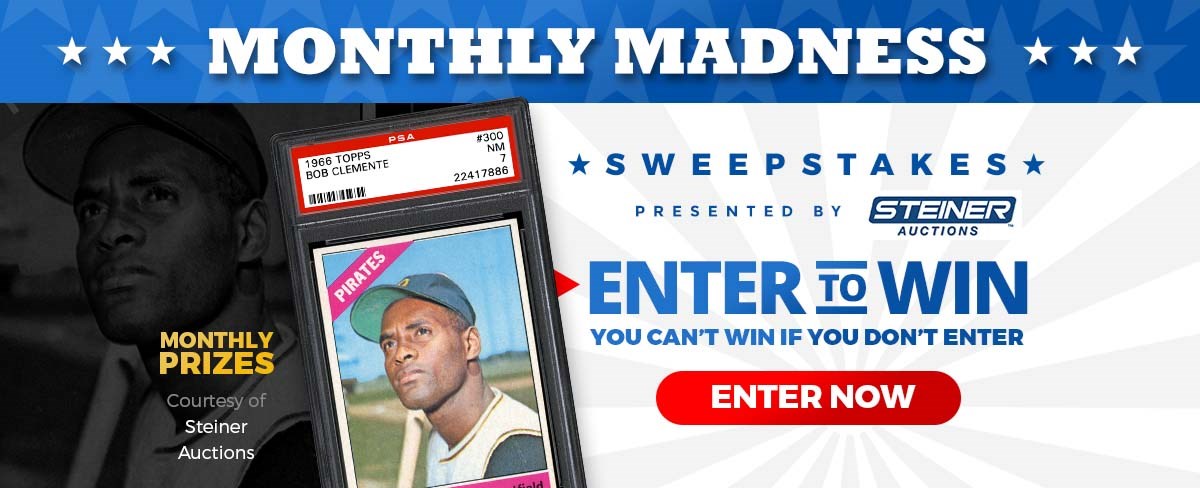 MONTHLY MADNESS
PSA
1966 TOPPS #300
BOB CLEMENTE NM
7
22417886
PIRATES
MONTHLY
PRIZES
Courtesy of
Steiner
Auctions
SWEEPSTAKES
PRESENTED BY STEINER
AUCTIONS
ENTER TO WIN
YOU CAN'T WIN IF YOU DON'T ENTER
ENTER NOW